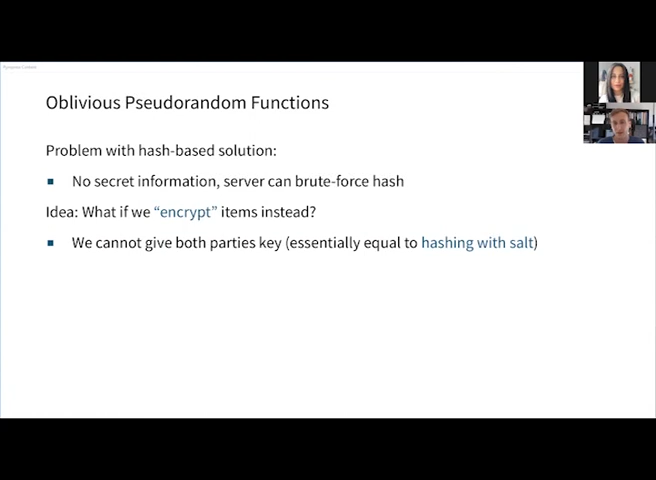 Oblivious Pseudorandom Functions
Problem with hash-based solution:
No secret information, server can brute-force hash
Idea: What if we “encrypt” items instead?
We cannot give both parties key (essentially equal to hashing with salt)